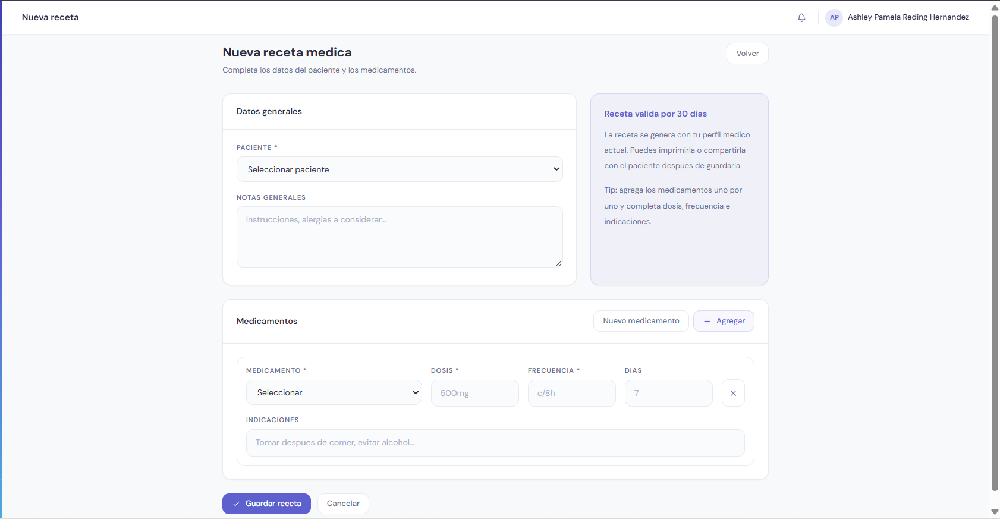 Nueva receta
AP
Ashley Pamela Reding Hernandez
Nueva receta medica
Volver
Completa los datos del paciente y los medicamentos.
Datos generales
PACIENTE *
Seleccionar paciente
NOTAS GENERALES
Instrucciones, alergias a considerar...
Receta valida por 30 dias
La receta se genera con tu perfil medico
actual. Puedes imprimirla o compartirla
con el paciente despues de guardarla.
Tip: agrega los medicamentos uno por
uno y completa dosis, frecuencia e
indicaciones.
Medicamentos
Nuevo medicamento
+ Agregar
MEDICAMENTO *
DOSIS *
FRECUENCIA *
DIAS
Seleccionar
500mg
c/8h
7
INDICACIONES
Tomar despues de comer, evitar alcohol...
Guardar receta
Cancelar